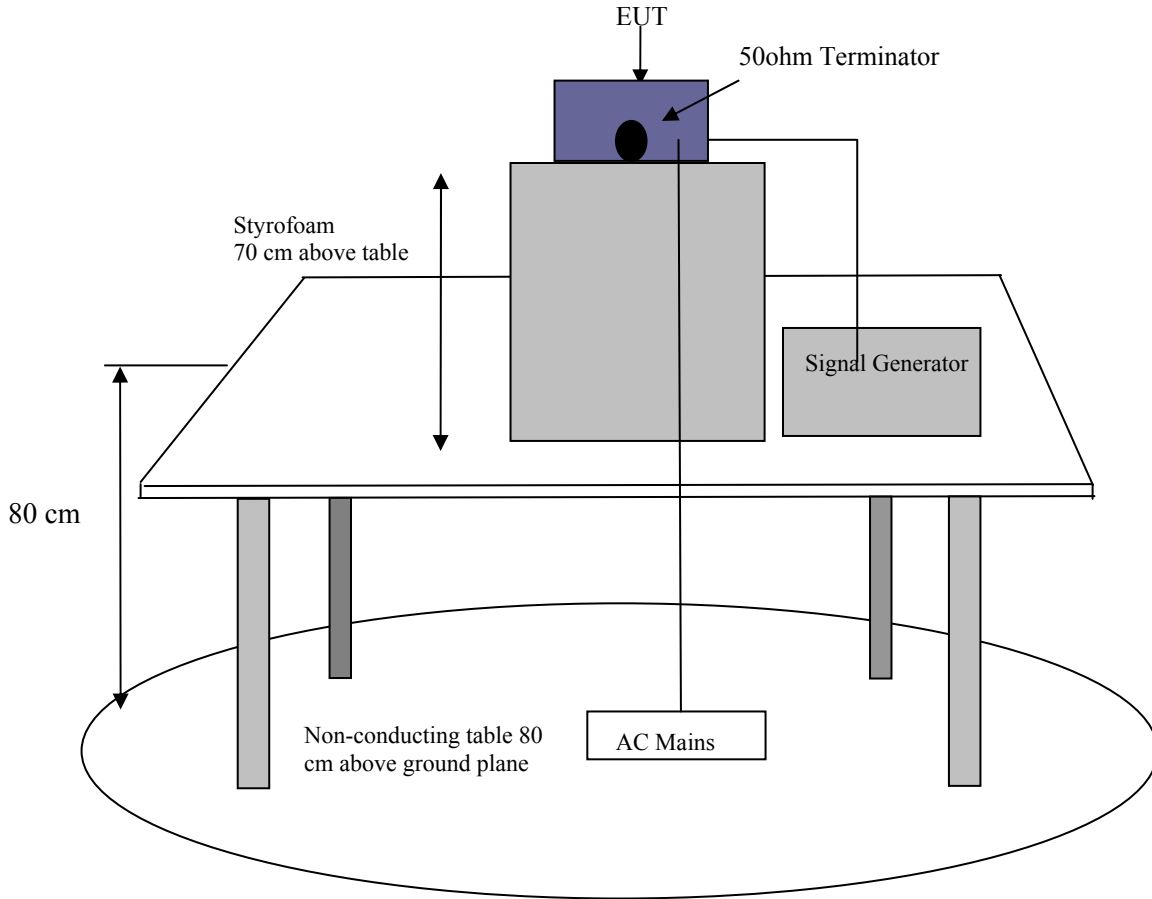 EUT
50ohm Terminator
Styrofoam
70 cm above table
Signal Generator
80 cm
Non-conducting table 80
cm above ground plane
AC Mains